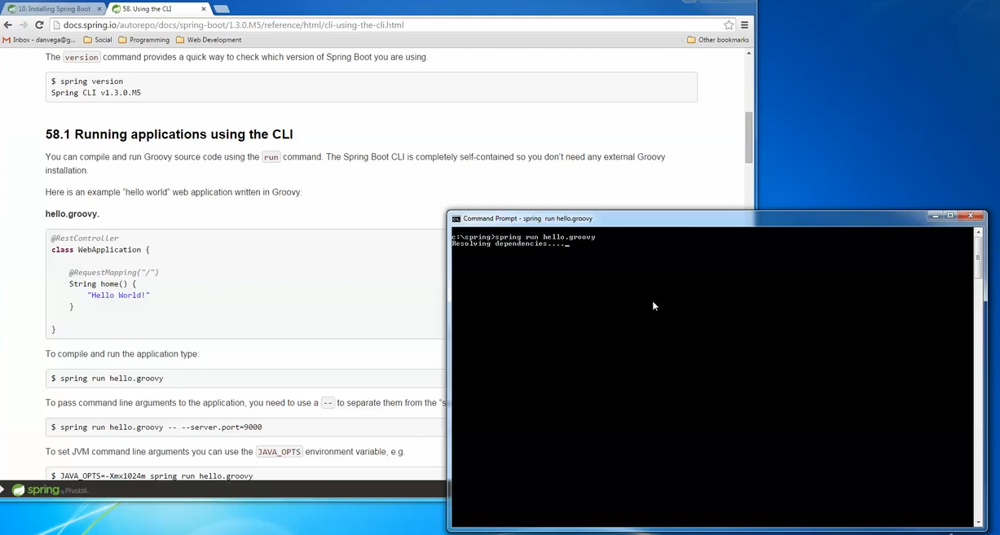 10. Installing Spring Boot
58. Using the CLI
docs.spring.io/autorepo/docs/spring-boot/1.3.0.M5/reference/html/cli-using-the-cli.html
Inbox - danvega@g...
Social
Programming
Web Development
Other bookmarks
The version command provides a quick way to check which version of Spring Boot you are using.
$ spring version
Spring CLI v1.3.0.M5
58.1 Running applications using the CLI
You can compile and run Groovy source code using the run command. The Spring Boot CLI is completely self-contained so you don't need any external Groovy
installation.
Here is an example “hello world” web application written in Groovy:
hello.groovy.
@RestController
class WebApplication {
@RequestMapping("/")
String home() {
"Hello World!"
}
}
To compile and run the application type:
$ spring run hello.groovy
To pass command line arguments to the application, you need to use a -- to separate them from the “s
$ spring run hello.groovy -- --server.port=9000
To set JVM command line arguments you can use the JAVA_OPTS environment variable, e.g.
$ JAVA_OPTS=-Xmx1024m spring run hello.groovy
spring by Pivotal
Command Prompt - spring run hello.groovy
c:\spring>spring run hello.groovy
Resolving dependencies...._